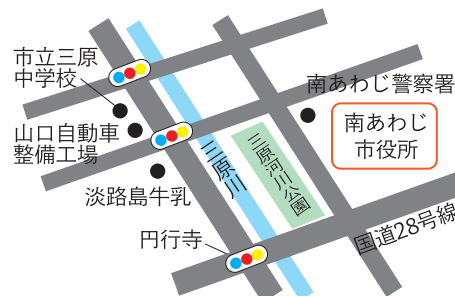 市立三原
中学校
南あわじ警察署
山口自動車
整備工場
南あわじ
市役所
三原川
三原河川公園
淡路島牛乳
円行寺
国道28号線